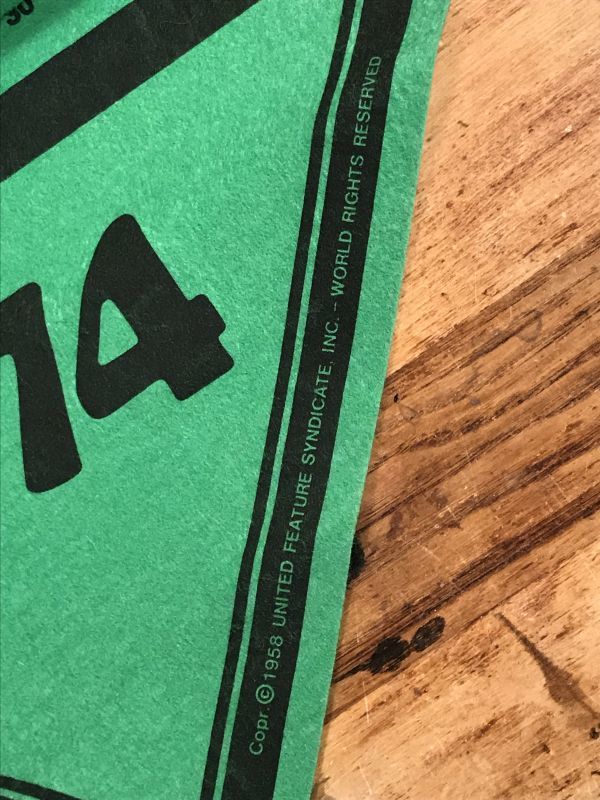 74
Copr. ©1958 UNITED FEATURE SYNDICATE, INC. – WORLD RIGHTS RESERVED